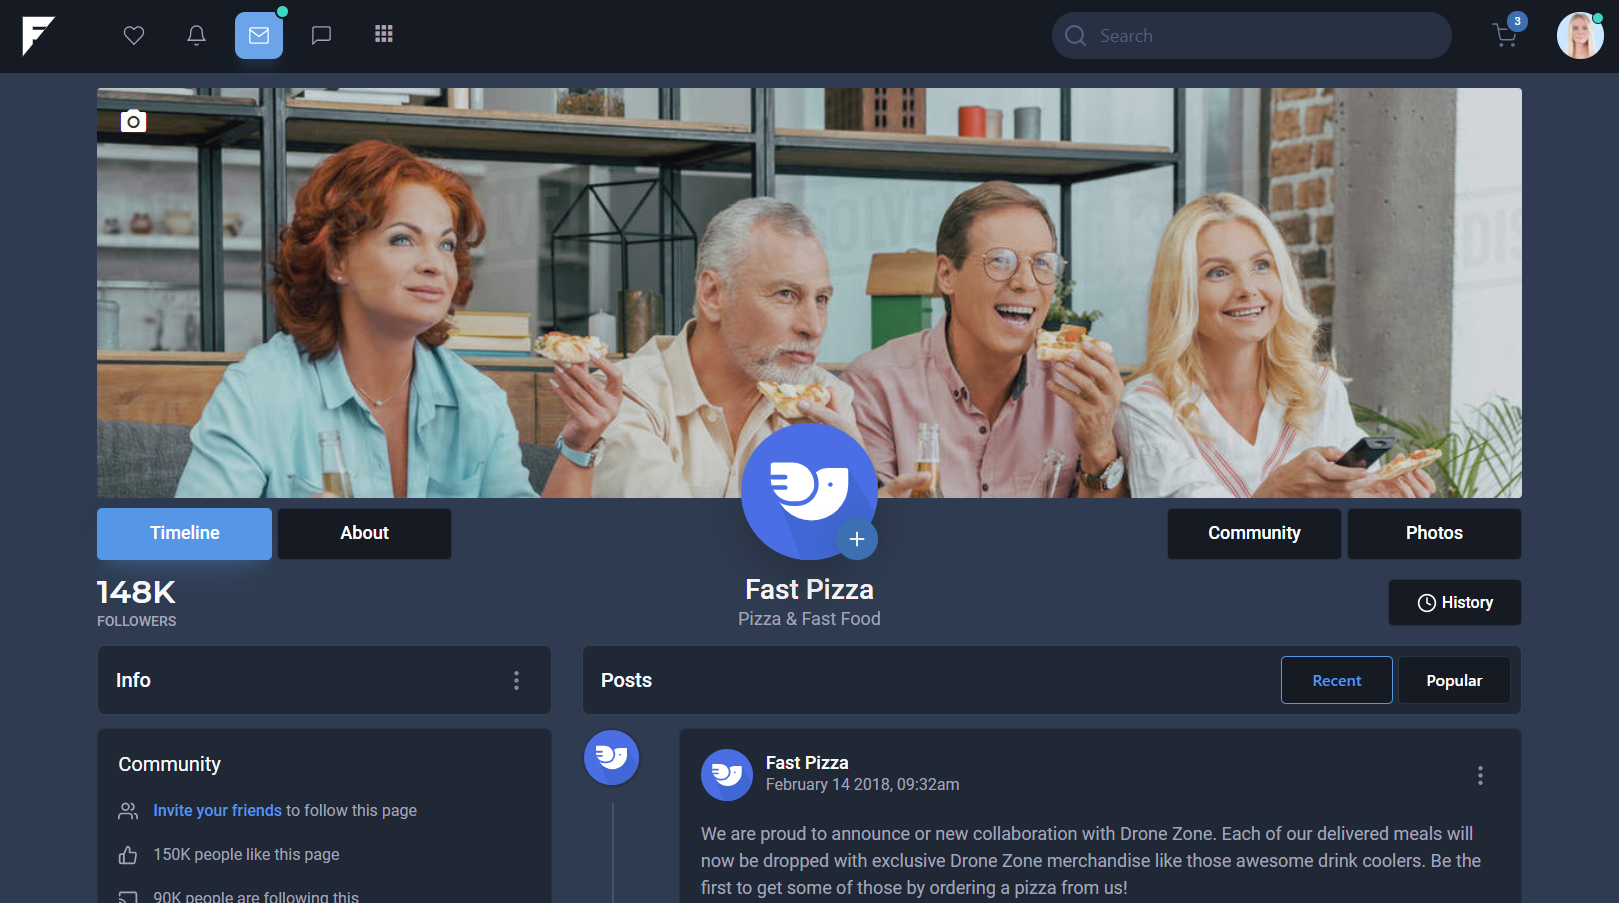 Search
3
Timeline
About
Community
Photos
148K
FOLLOWERS
Fast Pizza
Pizza & Fast Food
History
Info
Posts
Recent
Popular
Community
Invite your friends to follow this page
150K people like this page
90K people are following this
Fast Pizza
February 14 2018, 09:32am
We are proud to announce or new collaboration with Drone Zone. Each of our delivered meals will
now be dropped with exclusive Drone Zone merchandise like those awesome drink coolers. Be the
first to get some of those by ordering a pizza from us!